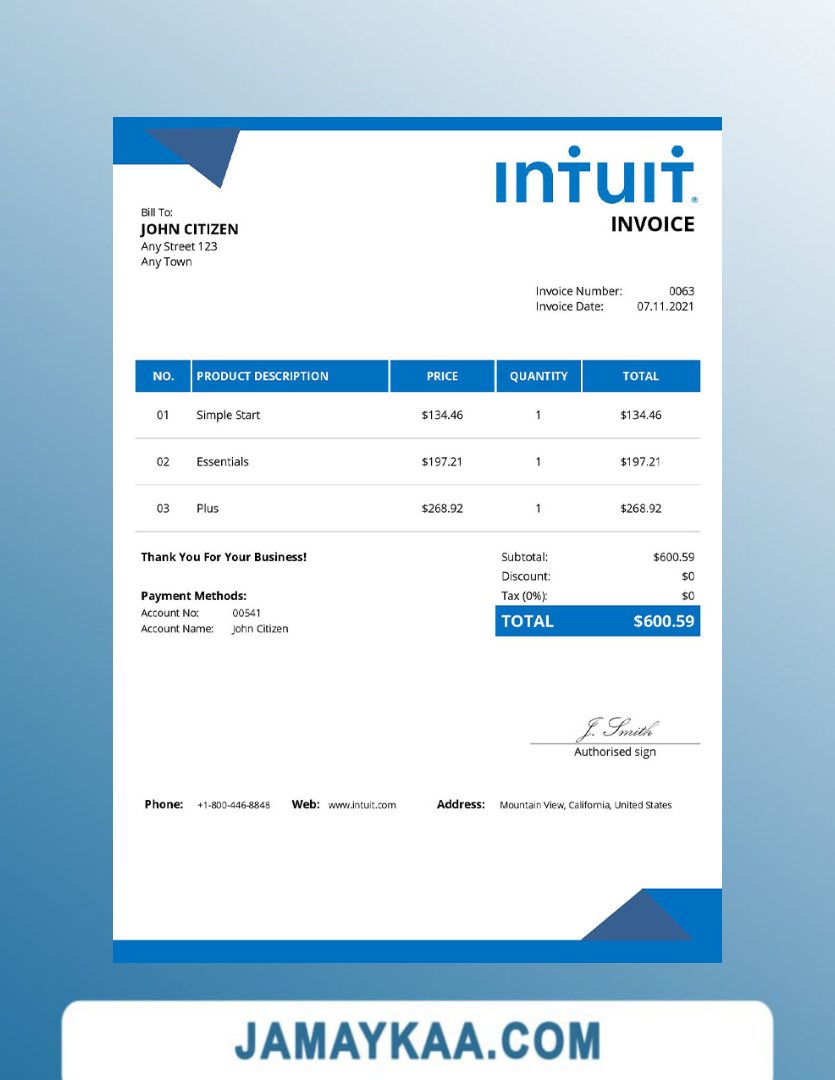 intuit®
INVOICE
Bill To:
JOHN CITIZEN
Any Street 123
Any Town
Invoice Number: 0063
Invoice Date: 07.11.2021
NO. PRODUCT DESCRIPTION PRICE QUANTITY TOTAL
01 Simple Start $134.46 1 $134.46
02 Essentials $197.21 1 $197.21
03 Plus $268.92 1 $268.92
Thank You For Your Business!
Subtotal: $600.59
Discount: $0
Payment Methods:
Tax (0%): $0
Account No: 00541
Account Name: John Citizen
TOTAL $600.59
J. Smith
Authorised sign
Phone: +1-800-446-8848 Web: www.intuit.com Address: Mountain View, California, United States
JAMAYKAA.COM